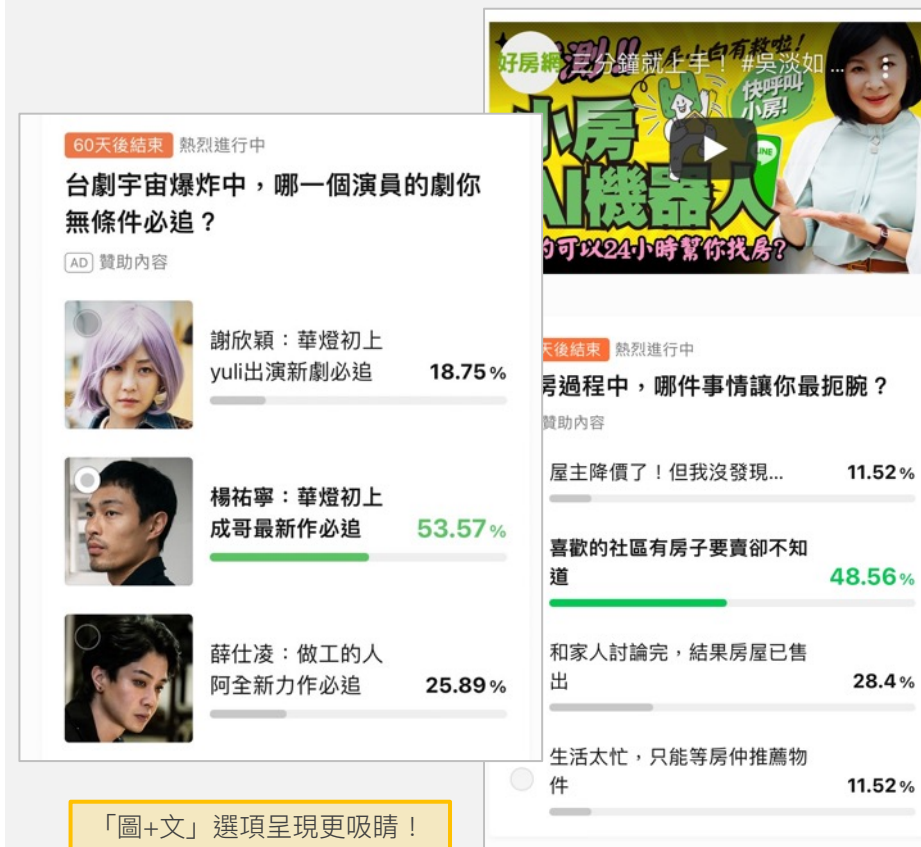 60天後結束 熱烈進行中
台劇宇宙爆炸中，哪一個演員的劇你
無條件必追？
AD 贊助內容
謝欣穎：華燈初上
yuli出演新劇必追 18.75%
楊祐寧：華燈初上
成哥最新作必追 53.57%
薛仕凌：做工的人
阿全新力作必追 25.89%
「圖+文」選項呈現更吸睛！
好房網
三分鐘就上手！ #吳淡如 ...
快呼叫
小房!
小房
AI機器人
LINE
的可以24小時幫你找房?
天後結束 熱烈進行中
房過程中，哪件事情讓你最扼腕？
贊助內容
屋主降價了！但我沒發現... 11.52%
喜歡的社區有房子要賣卻不知
道 48.56%
和家人討論完，結果房屋已售
出 28.4%
生活太忙，只能等房仲推薦物
件 11.52%